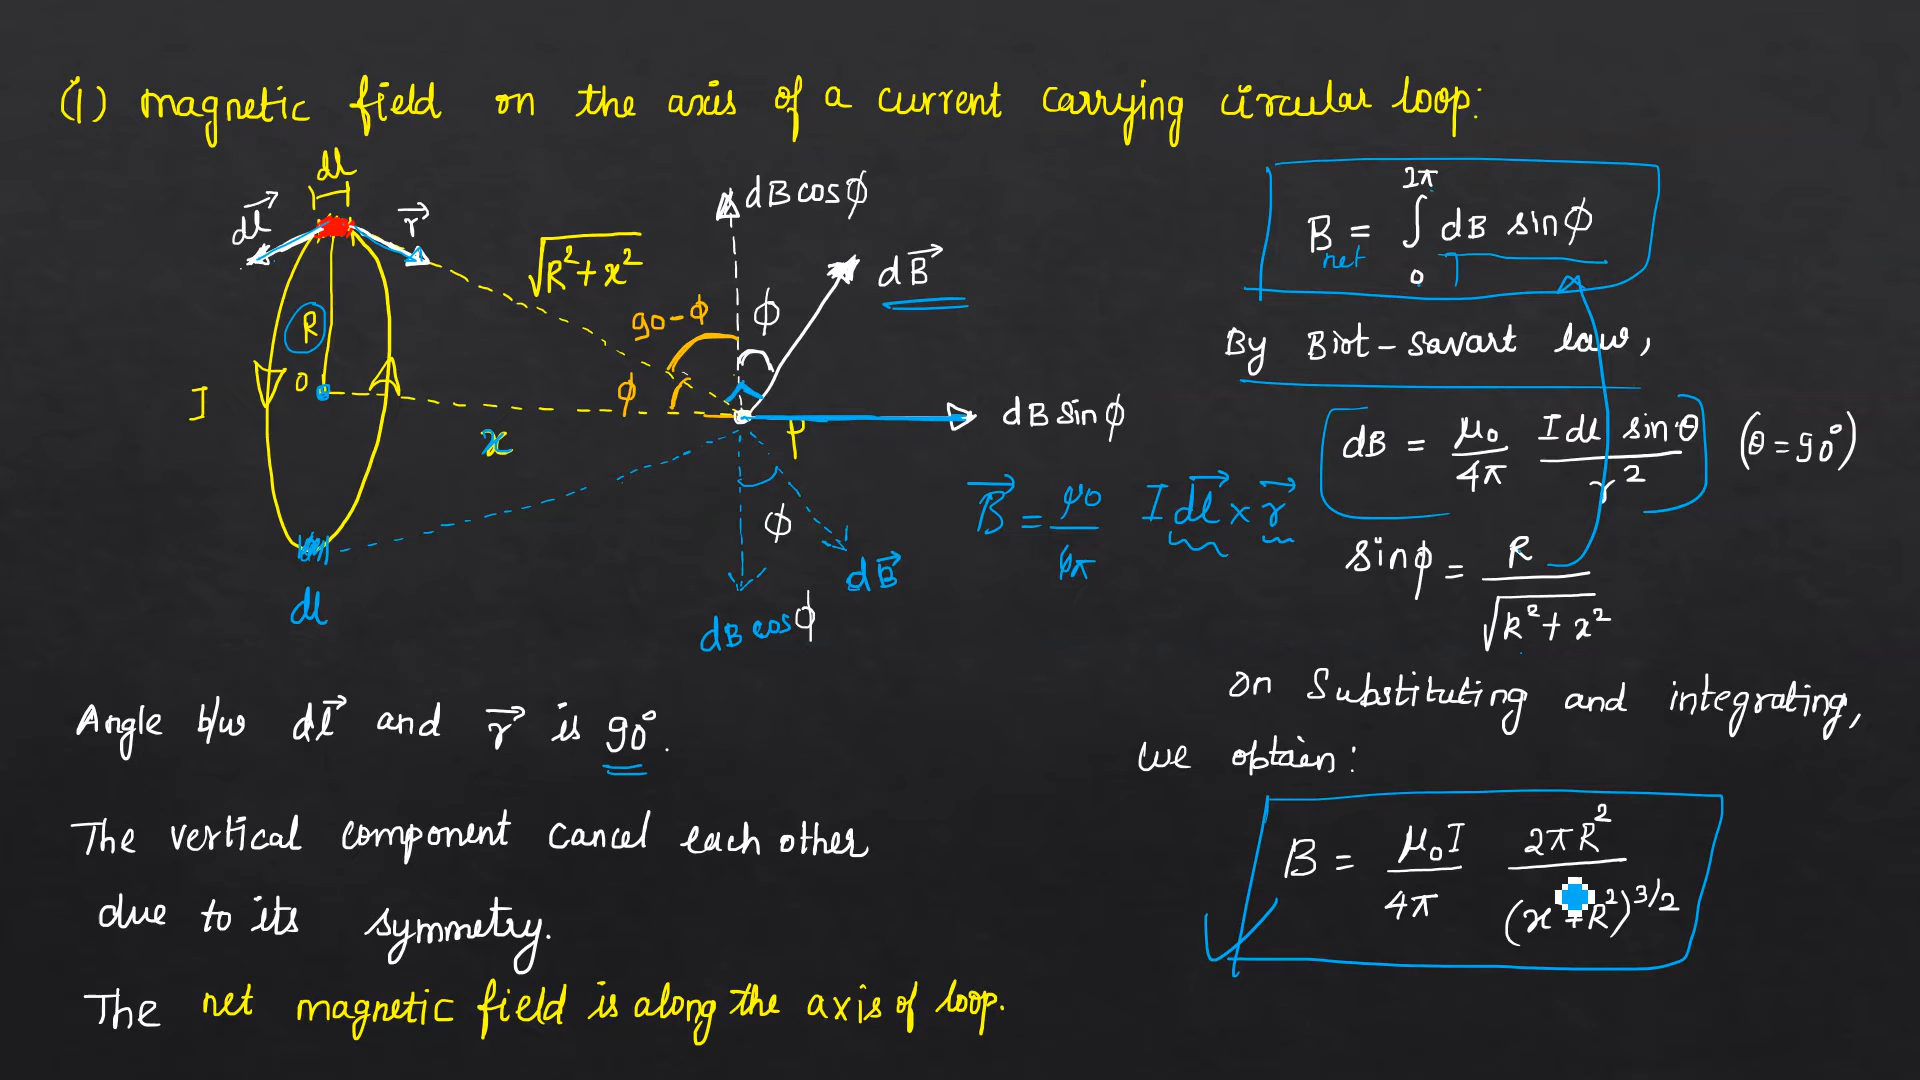 (1) magnetic field on the axis of a current carrying circular loop:
dl
dl→
r→
√R²+x²
R
O
I
x
90-φ
φ
dB cosφ
φ
dB→
dB sinφ
P
φ
dB→
dB cosφ
dl
B net = ∫₀^2π dB sinφ
By Biot-Savart law,
dB = μ₀/4π Idl sinθ/r² (θ=90°)
B→ = μ₀/4π I dl→ × r→
sinφ = R/√R²+x²
On Substituting and integrating,
we obtain:
B = μ₀I/4π 2πR²/(x +R²)^3/2
Angle b/w dl→ and r→ is 90°.
The vertical component cancel each other
due to its symmetry.
The net magnetic field is along the axis of loop.